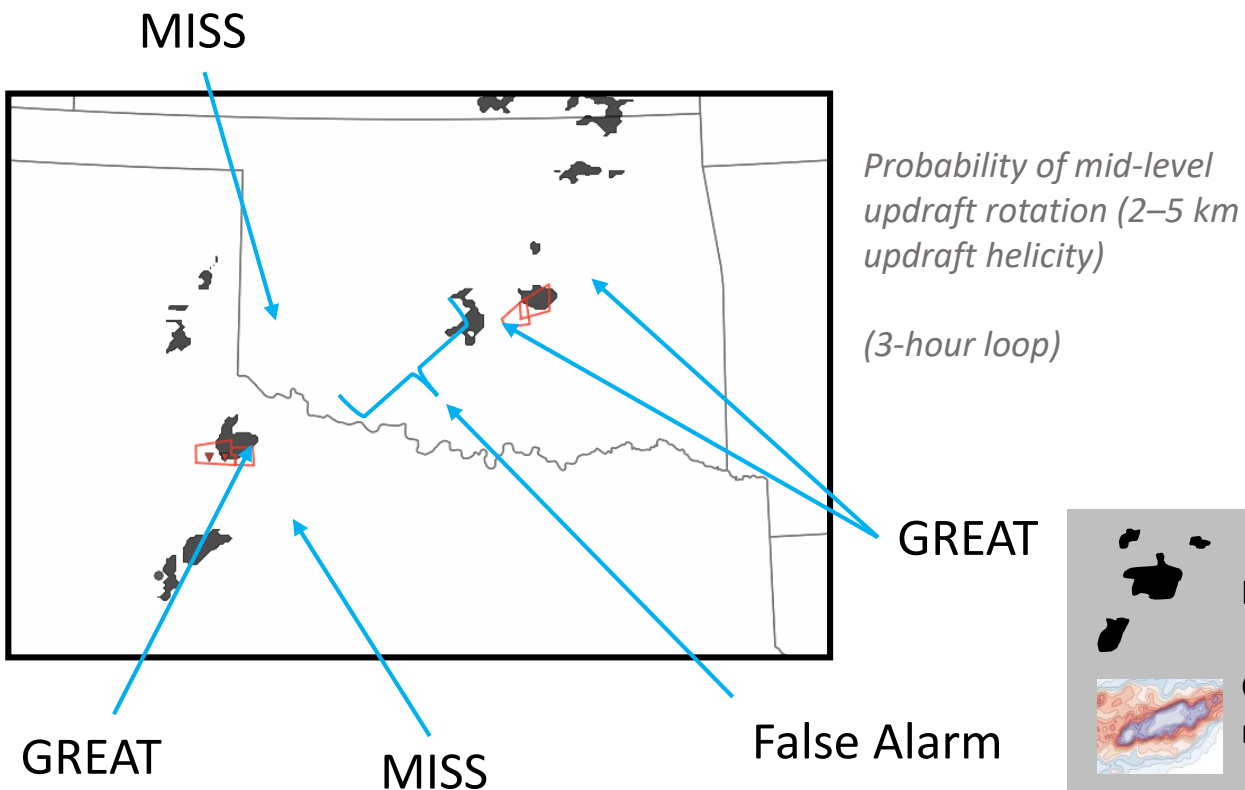 MISS
Probability of mid-level
updraft rotation (2–5 km
updraft helicity)
(3-hour loop)
GREAT
False Alarm
GREAT
MISS